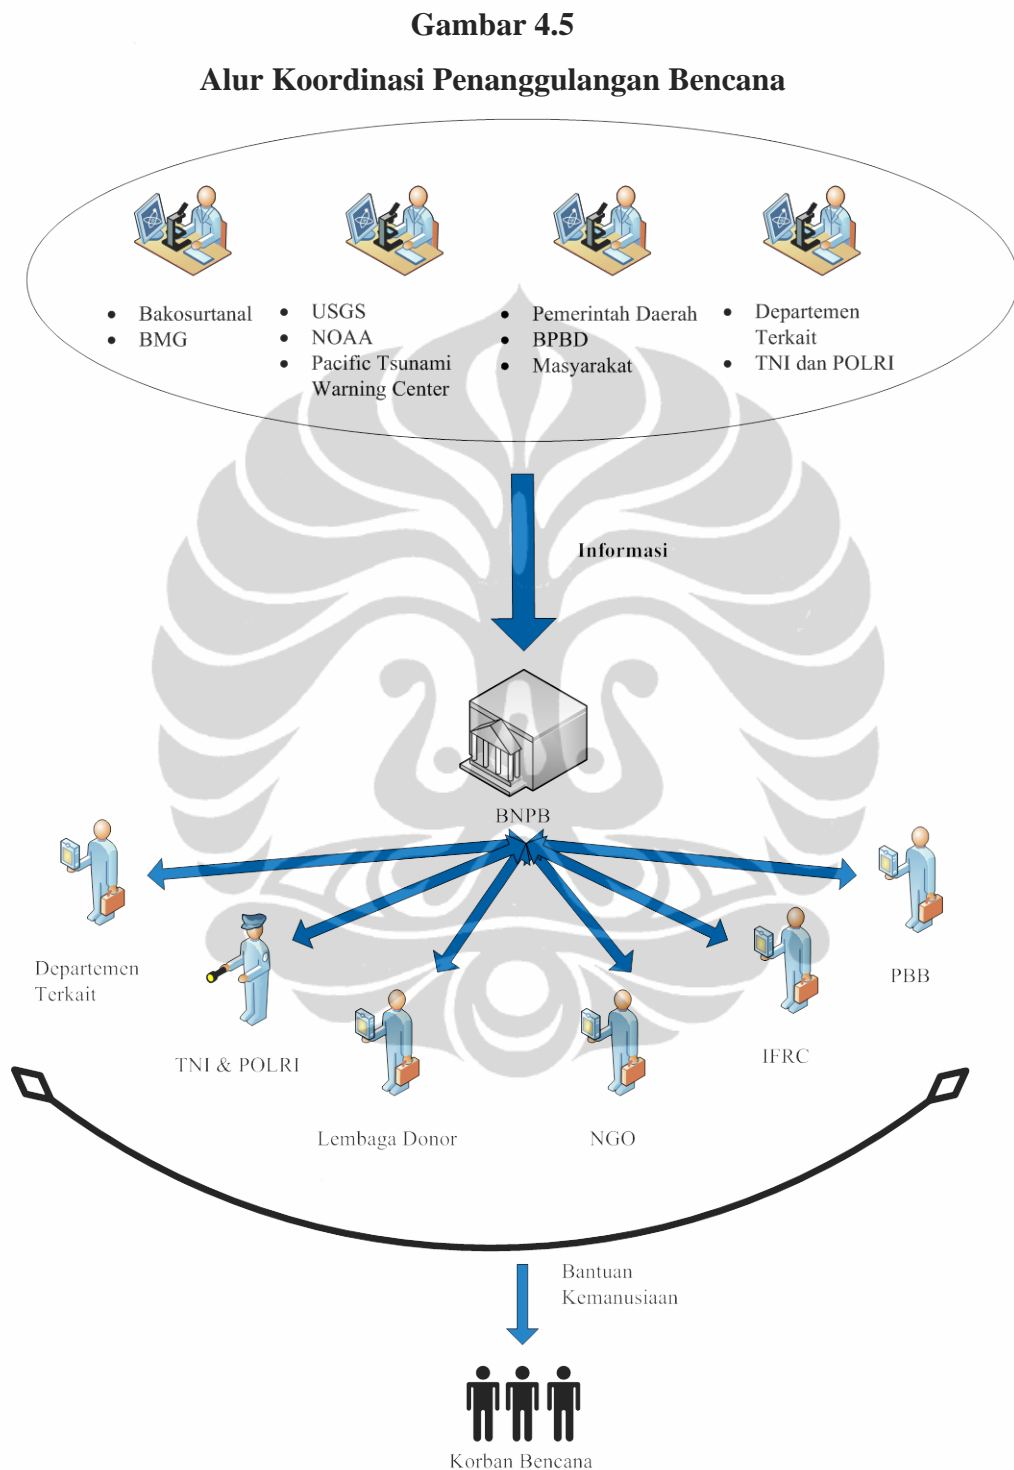 Gambar 4.5
Alur Koordinasi Penanggulangan Bencana
• Bakosurtanal
• BMG
• USGS
• NOAA
• Pacific Tsunami
Warning Center
• Pemerintah Daerah
• BPBD
• Masyarakat
• Departemen
Terkait
• TNI dan POLRI
Informasi
BNPB
Departemen
Terkait
TNI & POLRI
Lembaga Donor
NGO
IFRC
PBB
Bantuan
Kemanusiaan
Korban Bencana